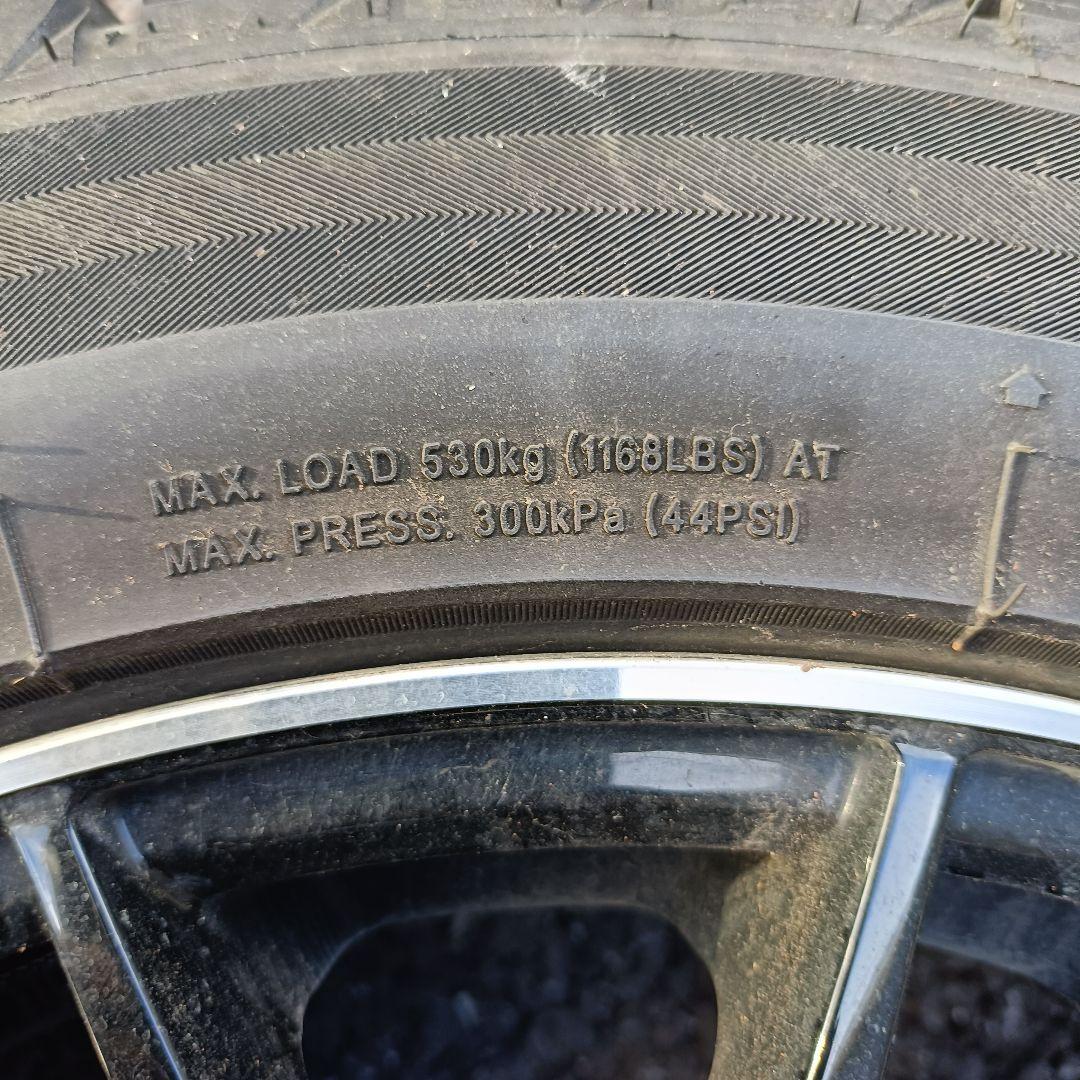 MAX. LOAD 530kg (1168LBS) AT
MAX. PRESS. 300kPa (44PSI)